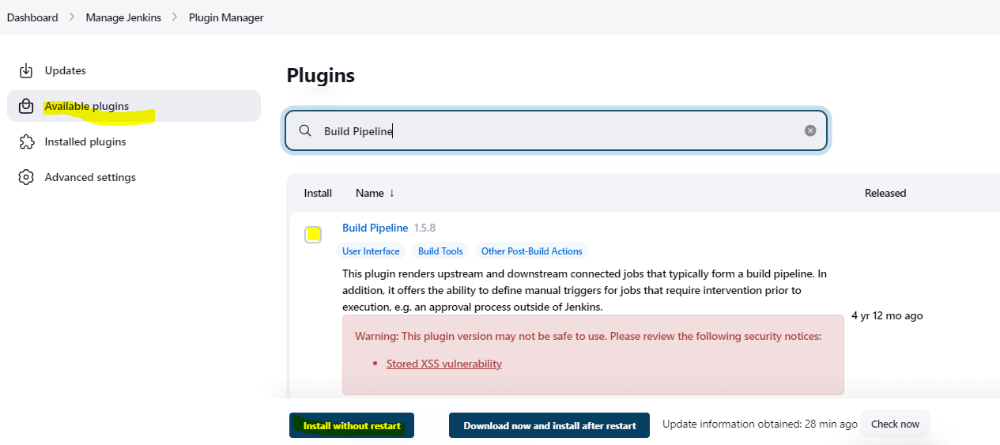 Dashboard > Manage Jenkins > Plugin Manager
Updates
Available plugins
Installed plugins
Advanced settings
Plugins
Build Pipeline
Install Name ↓ Released
Build Pipeline 1.5.8
User Interface Build Tools Other Post-Build Actions
This plugin renders upstream and downstream connected jobs that typically form a build pipeline. In
addition, it offers the ability to define manual triggers for jobs that require intervention prior to
execution, e.g. an approval process outside of Jenkins.
4 yr 12 mo ago
Warning: This plugin version may not be safe to use. Please review the following security notices:
• Stored XSS vulnerability
Install without restart Download now and install after restart Update information obtained: 28 min ago Check now